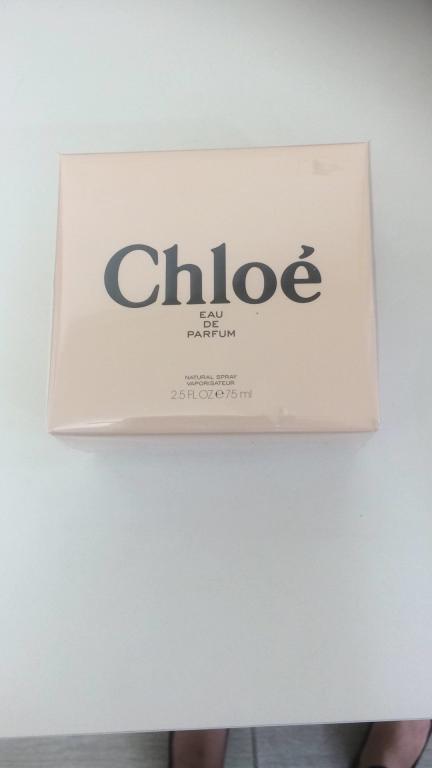 Chloé
EAU
DE
PARFUM
NATURAL SPRAY
VAPORISATEUR
2.5 FL.OZ ℮ 75 ml